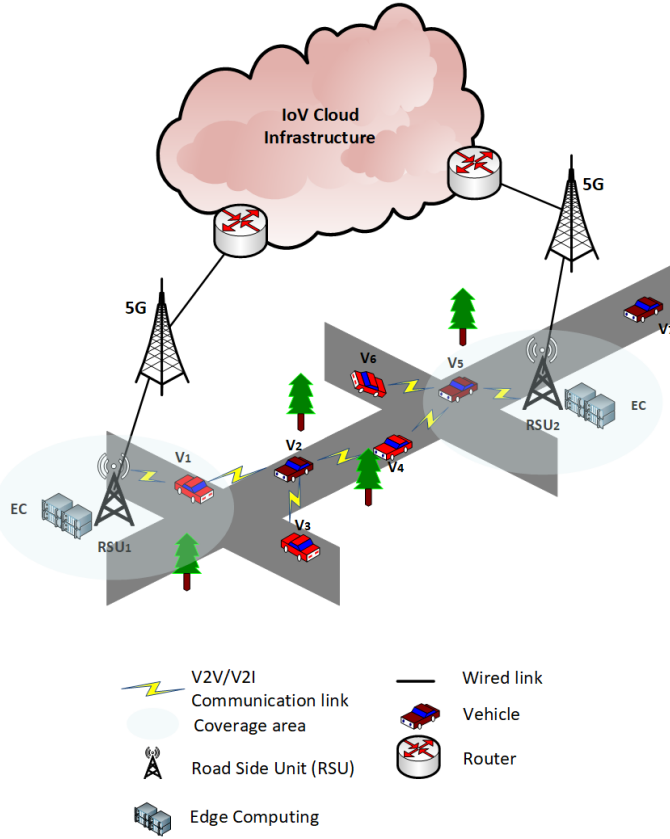 IoV Cloud
Infrastructure
5G
5G
V6
V5
EC
RSU2
V1
V2
V4
EC
V3
RSU1
V2V/V2I
Communication link
Wired link
Coverage area
Vehicle
Road Side Unit (RSU)
Router
Edge Computing